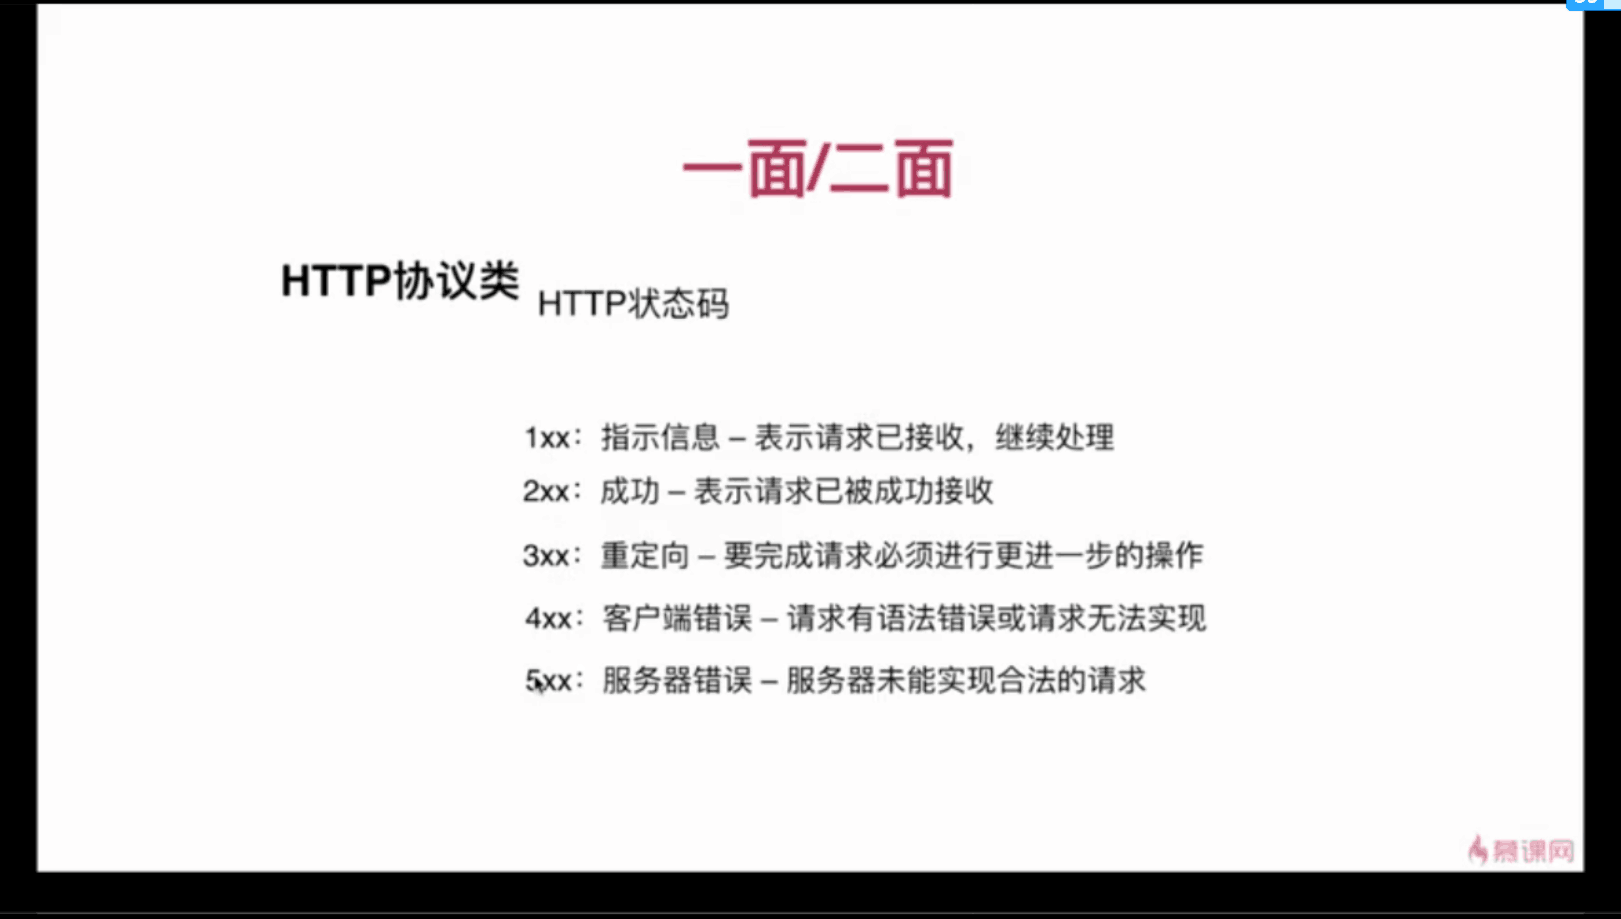 一面/二面
HTTP协议类
HTTP状态码
1xx：指示信息 – 表示请求已接收，继续处理
2xx：成功 – 表示请求已被成功接收
3xx：重定向 – 要完成请求必须进行更进一步的操作
4xx：客户端错误 – 请求有语法错误或请求无法实现
5xx：服务器错误 – 服务器未能实现合法的请求
慕课网